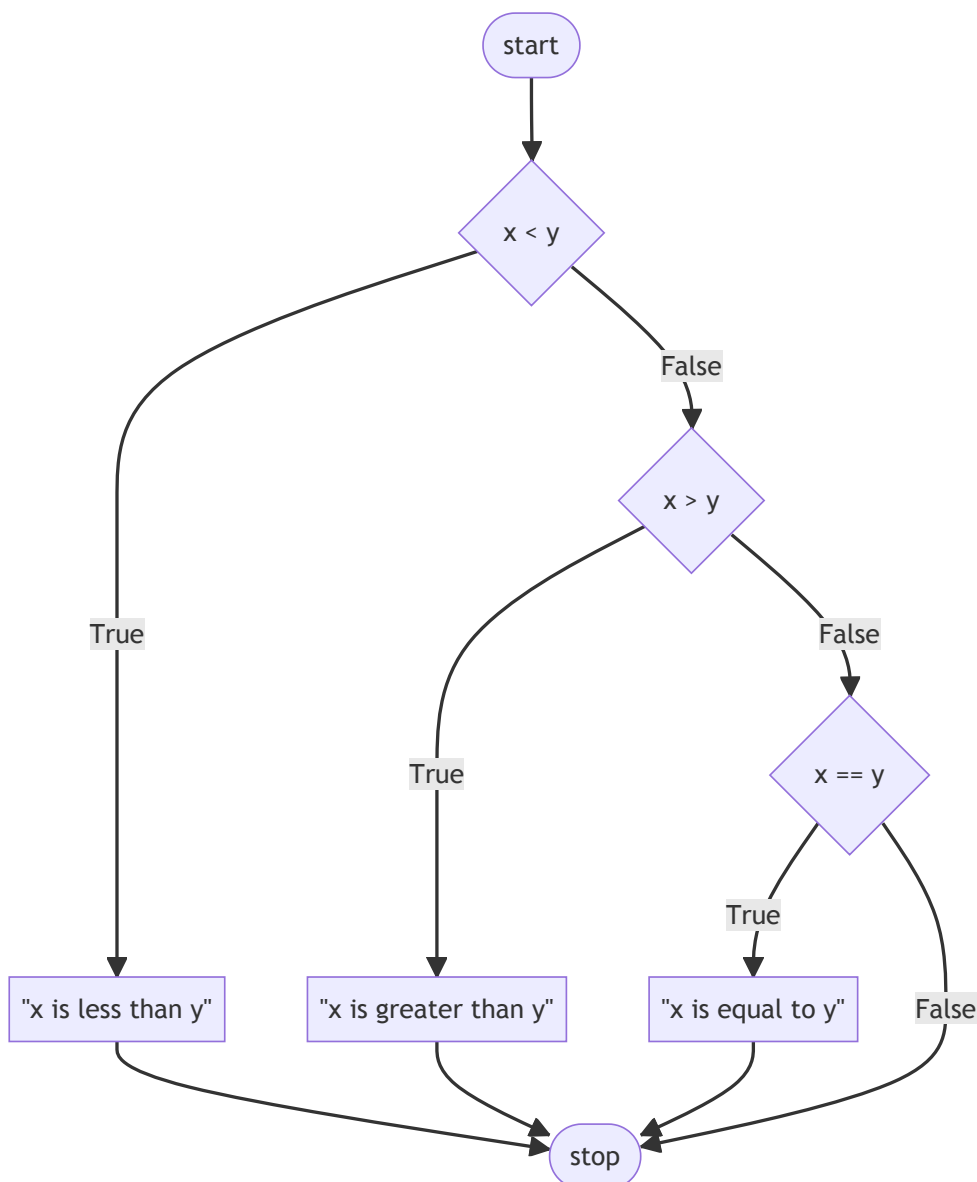 start
x < y
False
x > y
True
False
True
x == y
True
"x is less than y"
"x is greater than y"
"x is equal to y"
False
stop